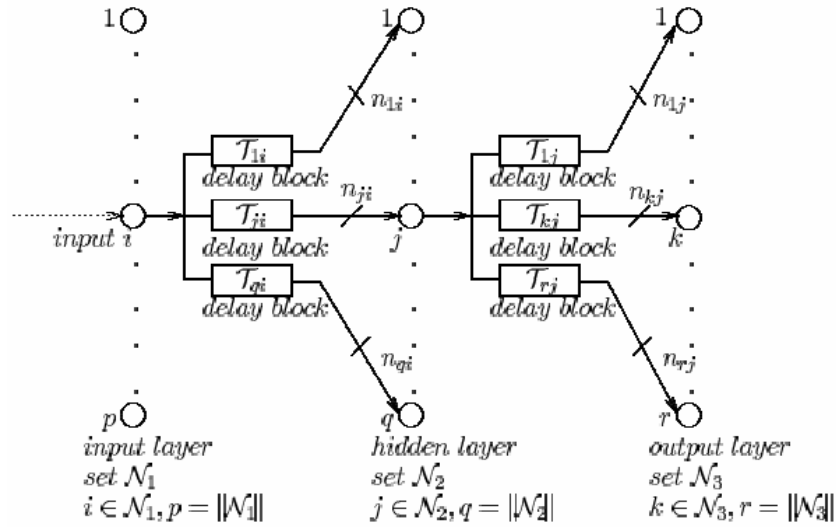 1 1 1
n₁ᵢ n₁ⱼ
𝒯₁ᵢ 𝒯₁ⱼ
delay block delay block
nⱼᵢ nₖⱼ
𝒯ⱼᵢ 𝒯ₖⱼ
input i j k
delay block delay block
𝒯_qi 𝒯ᵣⱼ
delay block delay block
n_qi nᵣⱼ
p q r
input layer hidden layer output layer
set 𝒩₁ set 𝒩₂ set 𝒩₃
i ∈ 𝒩₁, p = ‖𝒩₁‖ j ∈ 𝒩₂, q = ‖𝒩₂‖ k ∈ 𝒩₃, r = ‖𝒩₃‖